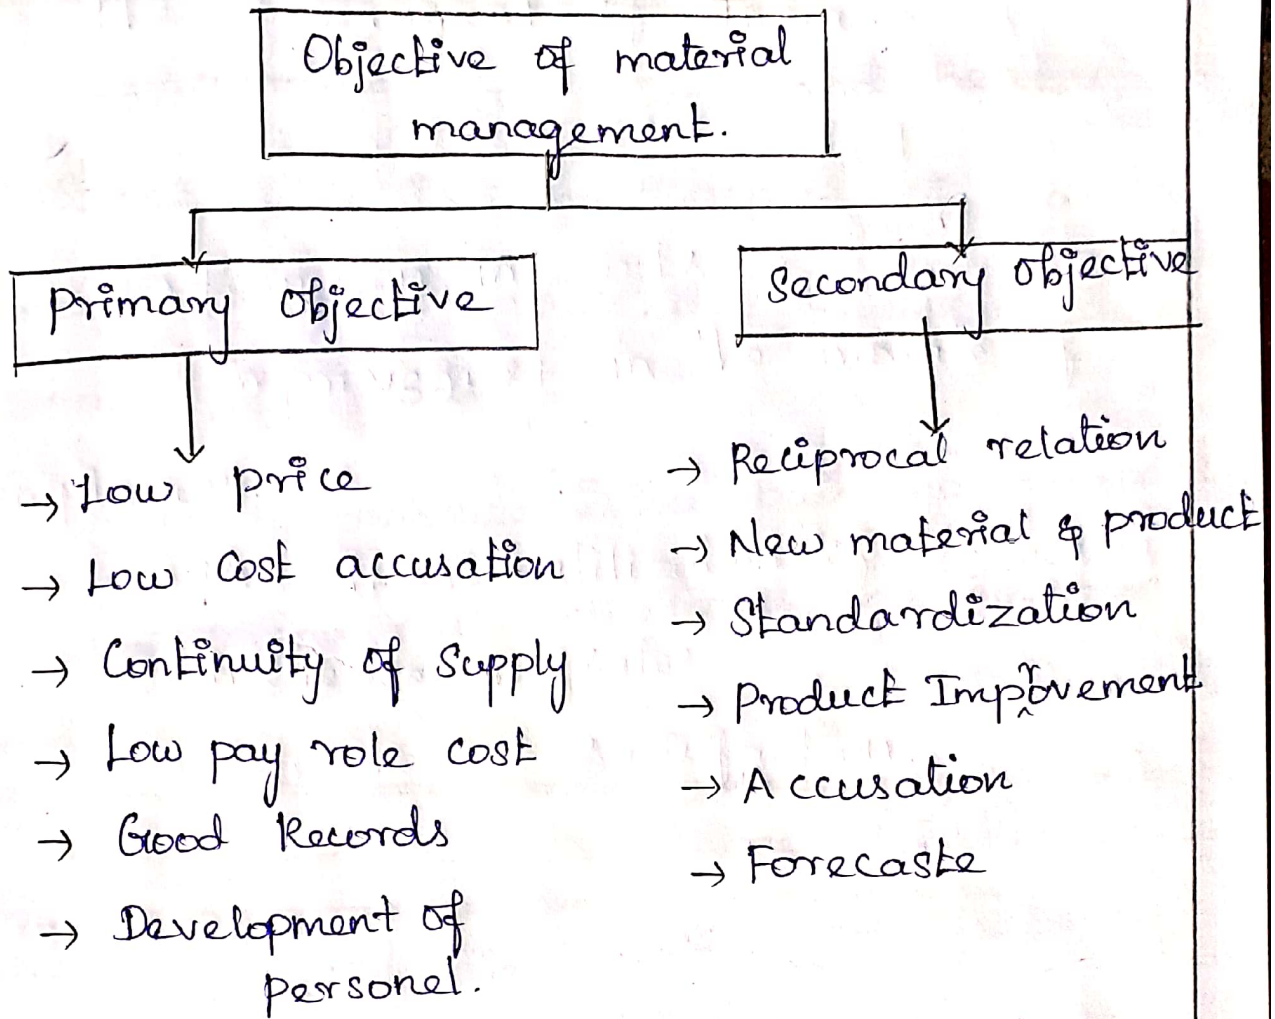 Objective of material
management.
Primary Objective
Secondary Objective
→ Low price
→ Low Cost accusation
→ Continuity of Supply
→ Low pay role cost
→ Good Records
→ Development of
personel.
→ Reciprocal relation
→ New material & product
→ Standardization
→ Product Improvement
→ Accusation
→ Forecaste